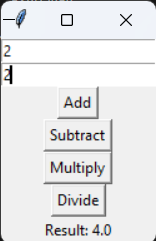 2
2
Add
Subtract
Multiply
Divide
Result: 4.0